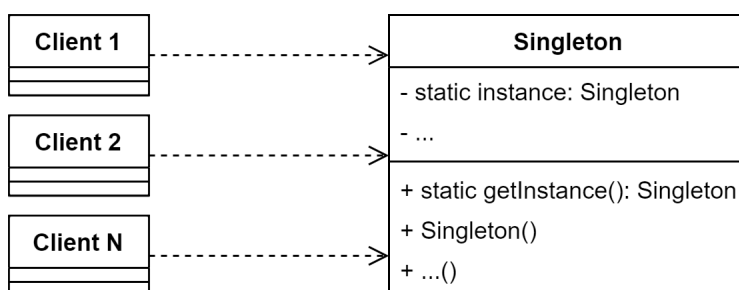 Client 1
Client 2
Client N
Singleton
- static instance: Singleton
- ...
+ static getInstance(): Singleton
+ Singleton()
+ ...()